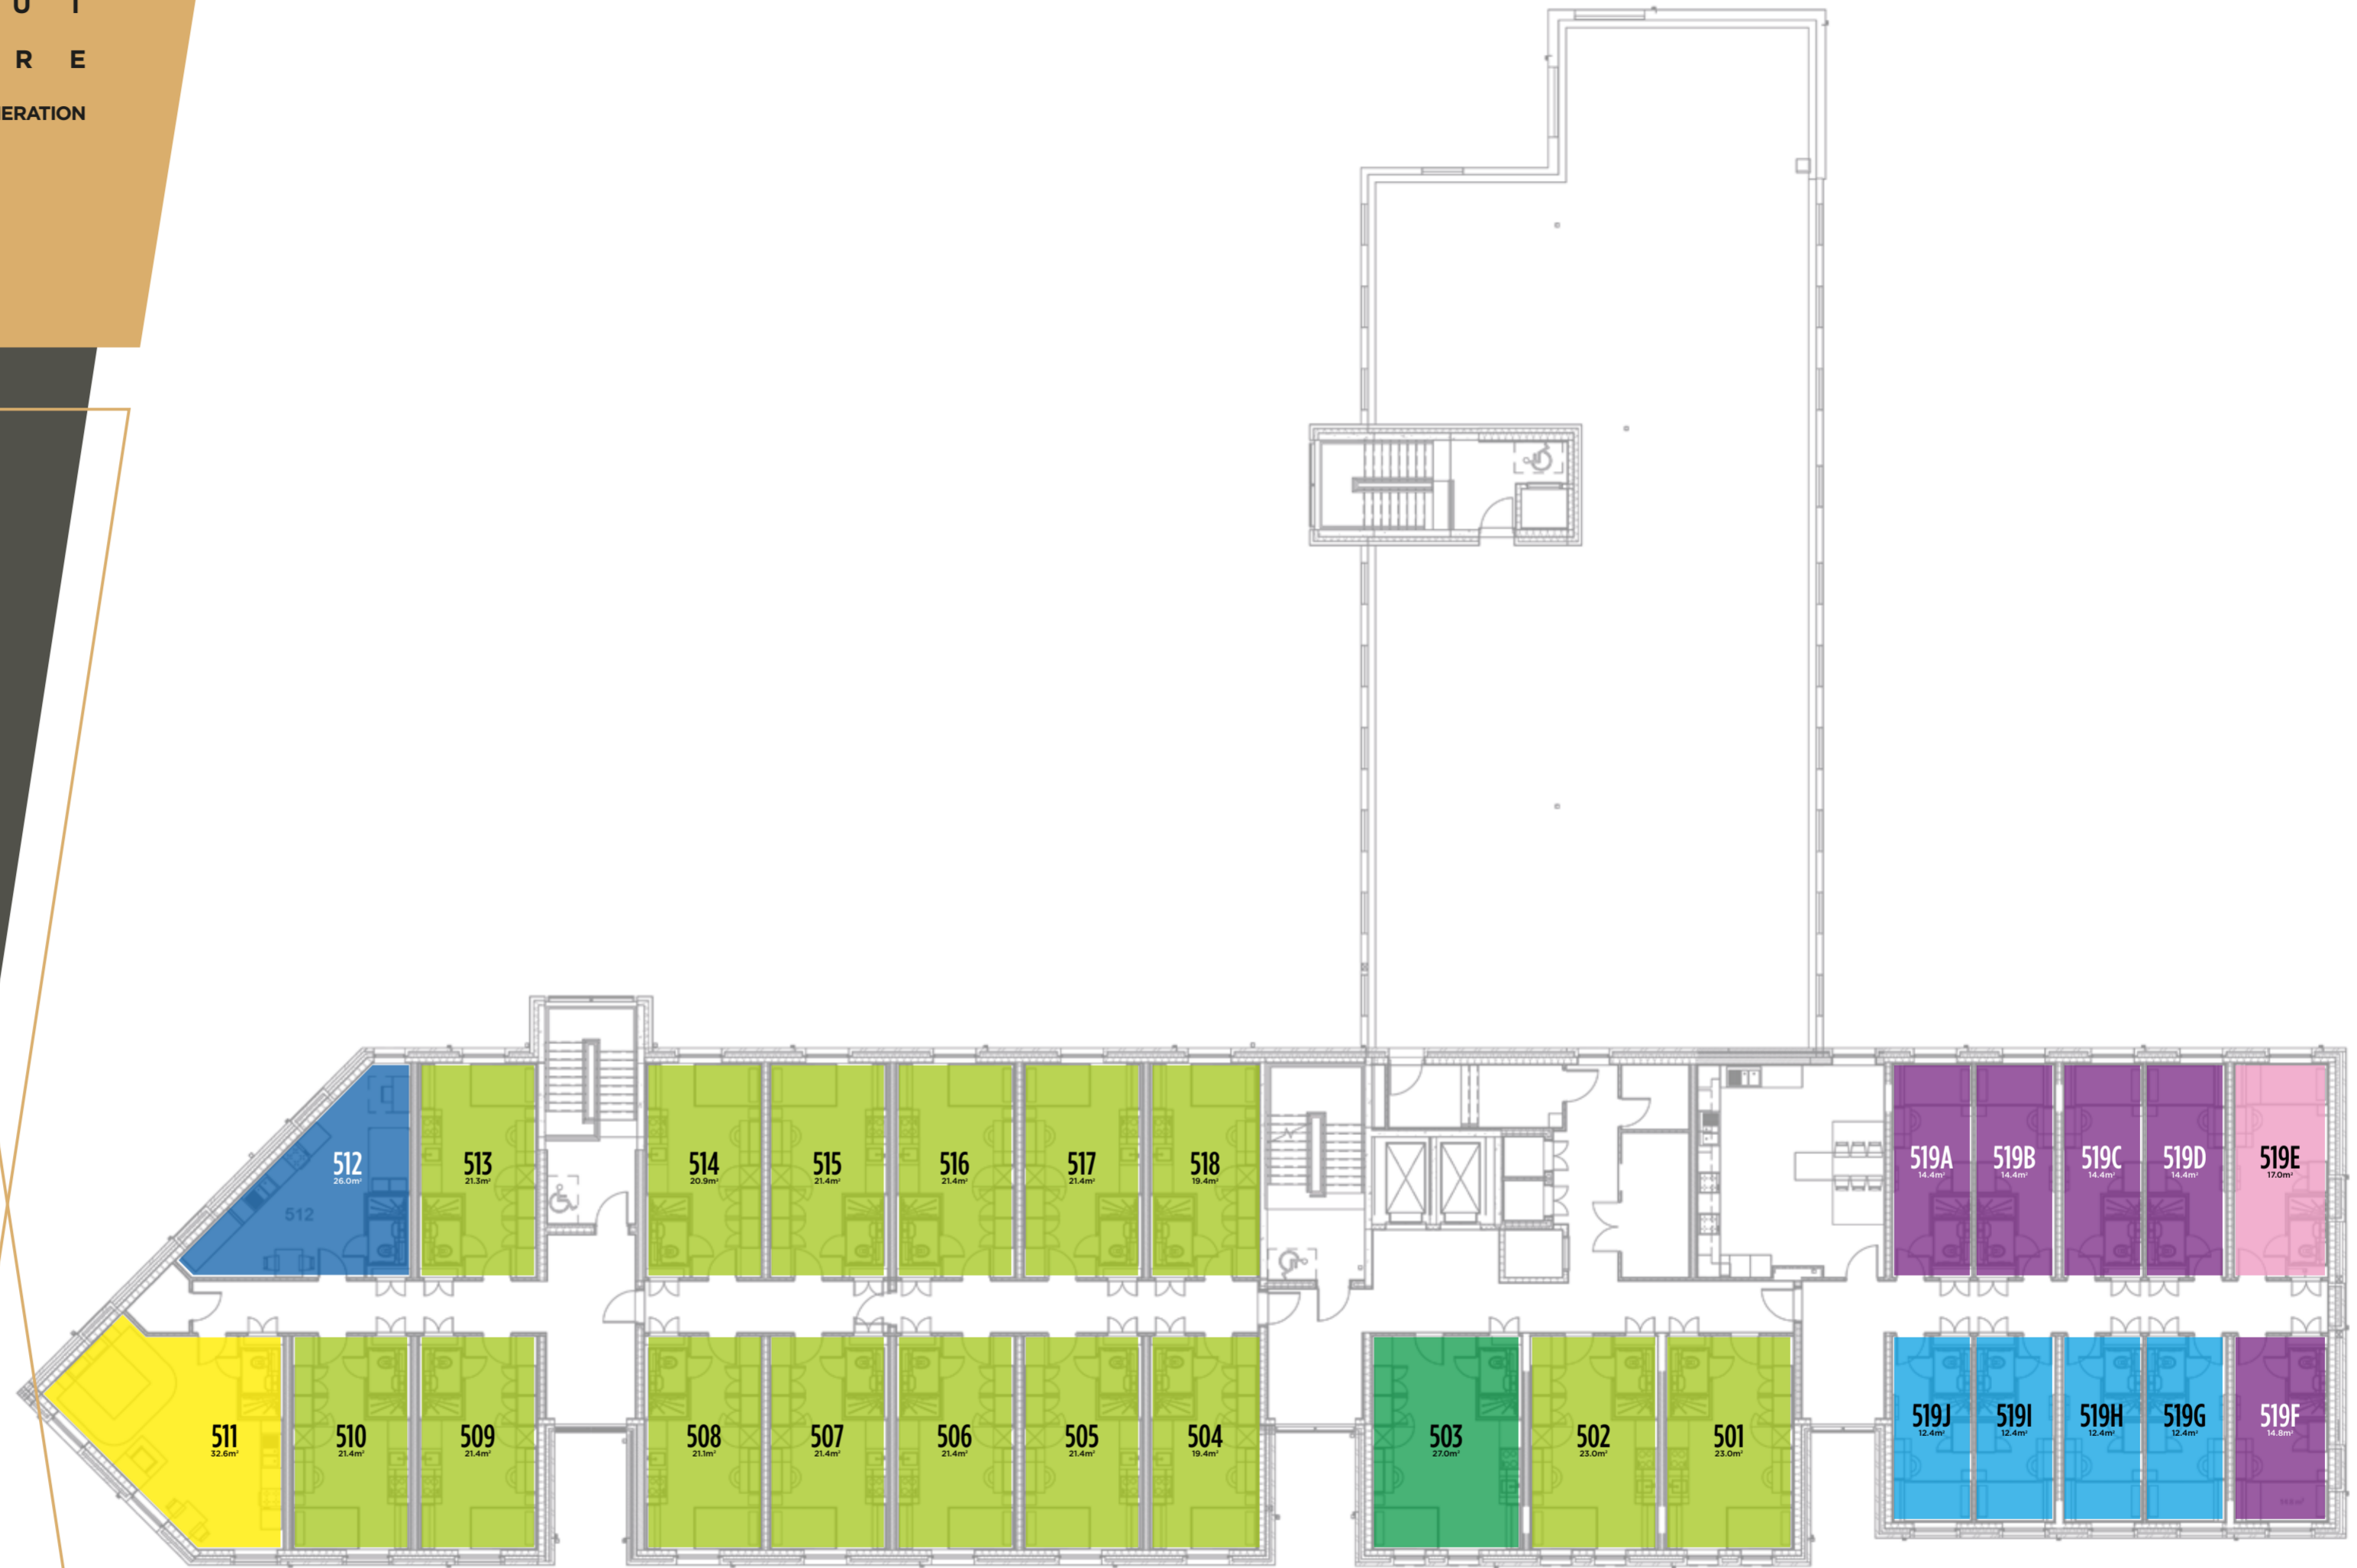 U T
R E
ERATION
512
26.0m²
512
513
21.3m²
514
20.9m²
515
21.4m²
516
21.4m²
517
21.4m²
518
19.4m²
519A
14.4m²
519B
14.4m²
519C
14.4m²
519D
14.4m²
519E
17.0m²
511
32.6m²
510
21.4m²
509
21.4m²
508
21.1m²
507
21.4m²
506
21.4m²
505
21.4m²
504
19.4m²
503
27.0m²
502
23.0m²
501
23.0m²
519J
12.4m²
519I
12.4m²
519H
12.4m²
519G
12.4m²
519F
14.8m²